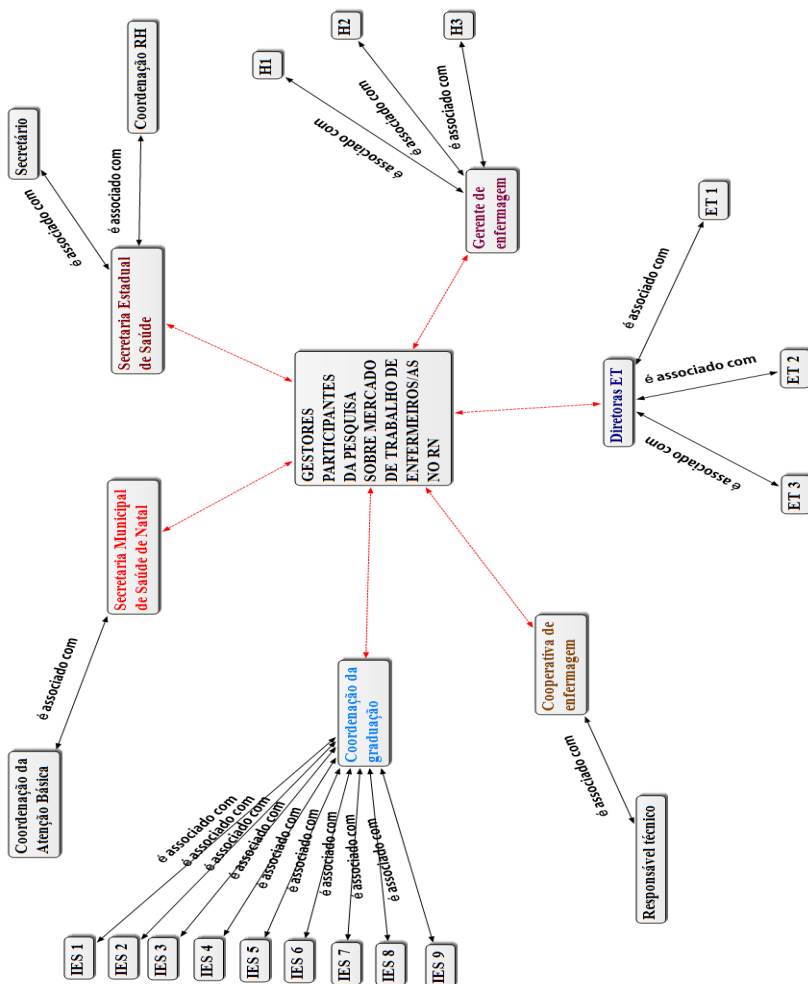 Coordenação da
Atenção Básica
é associado com
Secretaria Municipal
de Saúde de Natal
Secretário
é associado com
Coordenação RH
é associado com
Secretaria Estadual
de Saúde
IES 1
é associado com
IES 2
é associado com
IES 3
é associado com
IES 4
é associado com
IES 5
é associado com
IES 6
é associado com
IES 7
é associado com
IES 8
é associado com
IES 9
é associado com
Coordenação da
graduação
GESTORES
PARTICIPANTES
DA PESQUISA
SOBRE MERCADO
DE TRABALHO DE
ENFERMEIROS/AS
NO RN
H1
é associado com
H2
é associado com
H3
é associado com
Gerente de
enfermagem
Cooperativa de
enfermagem
é associado com
Responsável técnico
Diretoras ET
é associado com
é associado com
é associado com
ET 3
ET 2
ET 1